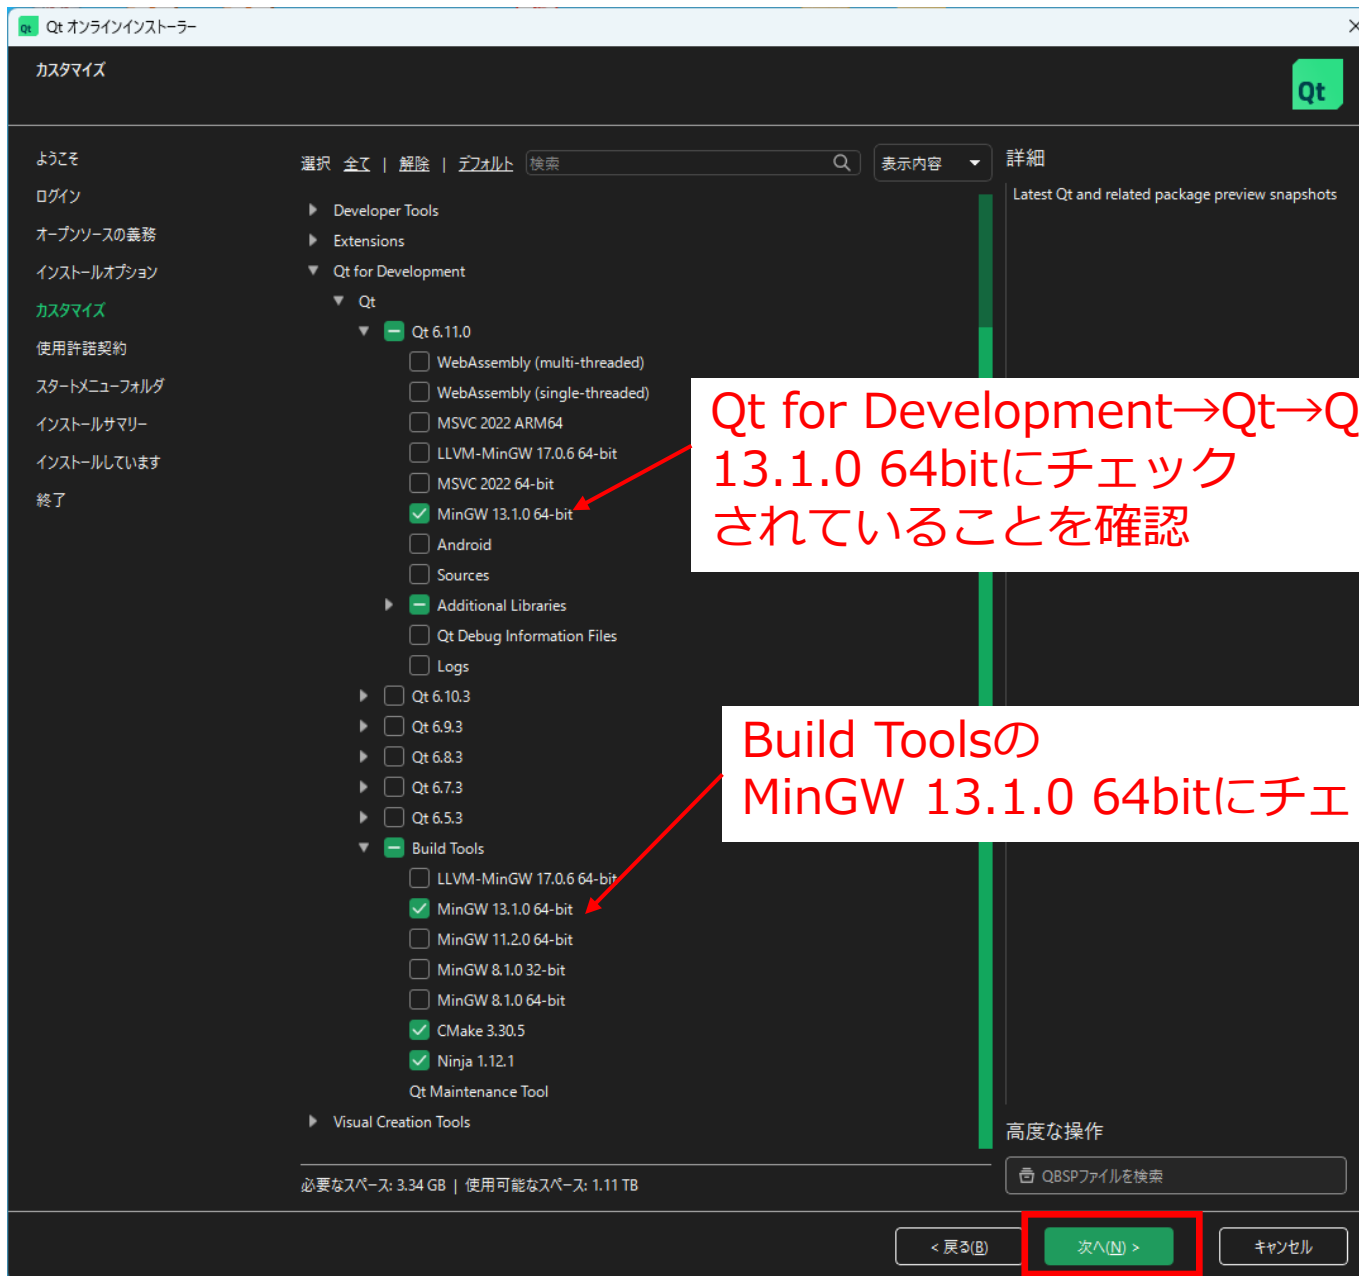 Qt オンラインインストーラー
カスタマイズ
Qt
ようこそ
ログイン
オープンソースの義務
インストールオプション
カスタマイズ
使用許諾契約
スタートメニューフォルダ
インストールサマリー
インストールしています
終了
選択 全て | 解除 | デフォルト 検索 表示内容
Developer Tools
Extensions
Qt for Development
Qt
Qt 6.11.0
WebAssembly (multi-threaded)
WebAssembly (single-threaded)
MSVC 2022 ARM64
LLVM-MinGW 17.0.6 64-bit
MSVC 2022 64-bit
MinGW 13.1.0 64-bit
Android
Sources
Additional Libraries
Qt Debug Information Files
Logs
Qt 6.10.3
Qt 6.9.3
Qt 6.8.3
Qt 6.7.3
Qt 6.5.3
Build Tools
LLVM-MinGW 17.0.6 64-bit
MinGW 13.1.0 64-bit
MinGW 11.2.0 64-bit
MinGW 8.1.0 32-bit
MinGW 8.1.0 64-bit
CMake 3.30.5
Ninja 1.12.1
Qt Maintenance Tool
Visual Creation Tools
必要なスペース: 3.34 GB | 使用可能なスペース: 1.11 TB
Qt for Development→Qt→Q
13.1.0 64bitにチェック
されていることを確認
Build Toolsの
MinGW 13.1.0 64bitにチェ
詳細
Latest Qt and related package preview snapshots
高度な操作
QBSPファイルを検索
< 戻る(B)
次へ(N) >
キャンセル